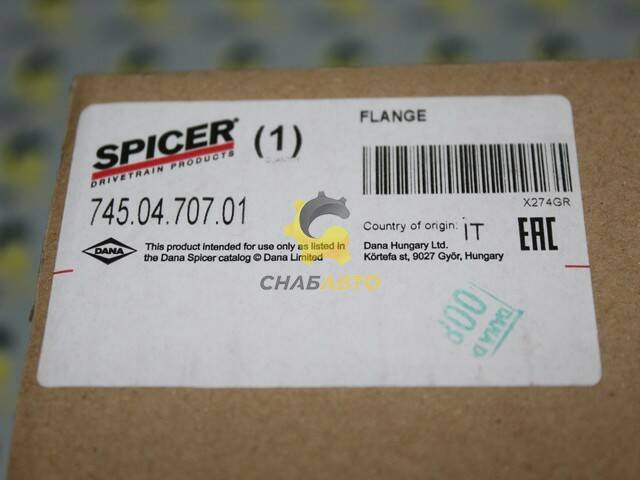 SPICER®
DRIVETRAIN PRODUCTS
(1)
FLANGE
X274GR
745.04.707.01
Country of origin: IT
EAC
DANA
This product intended for use only as listed in
the Dana Spicer catalog © Dana Limited
Dana Hungary Ltd.
Körtefa st, 9027 Győr, Hungary
СНАБАВТО
DANA D